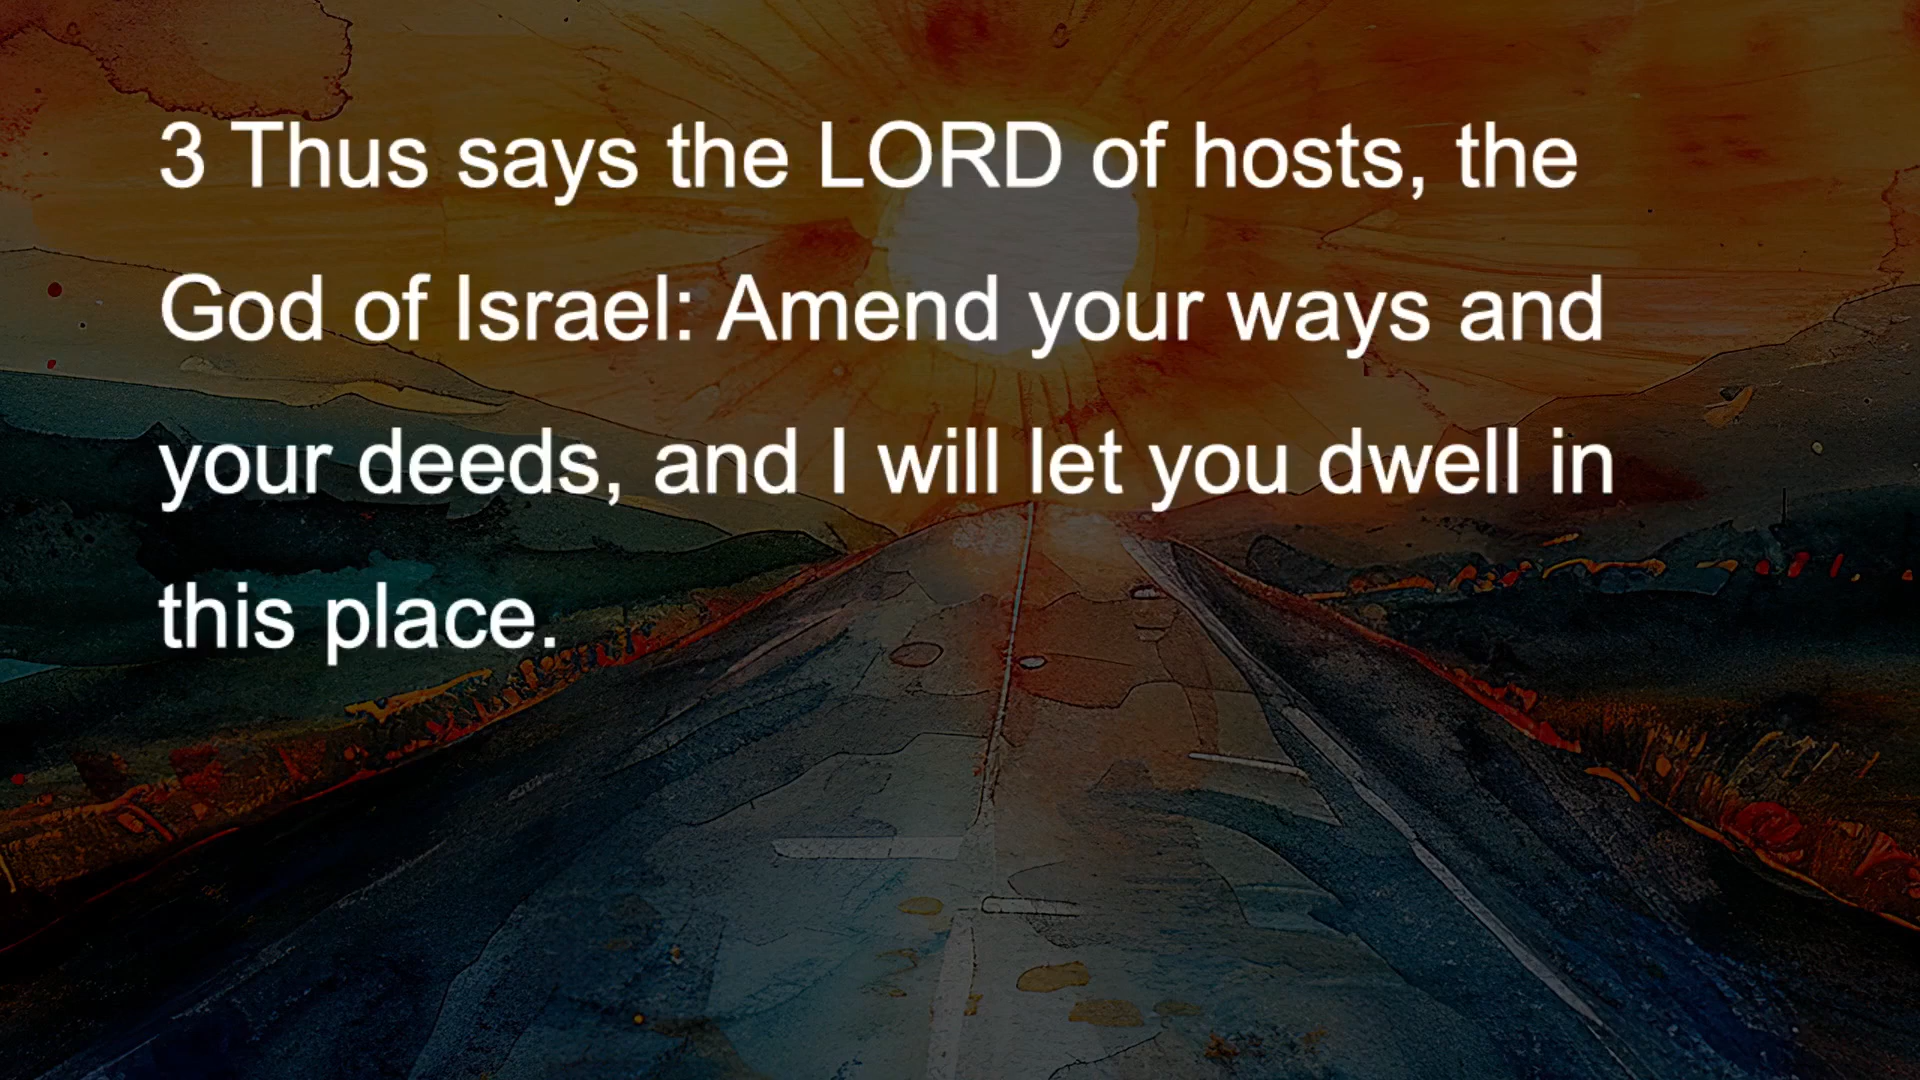 3 Thus says the LORD of hosts, the
God of Israel: Amend your ways and
your deeds, and I will let you dwell in
this place.